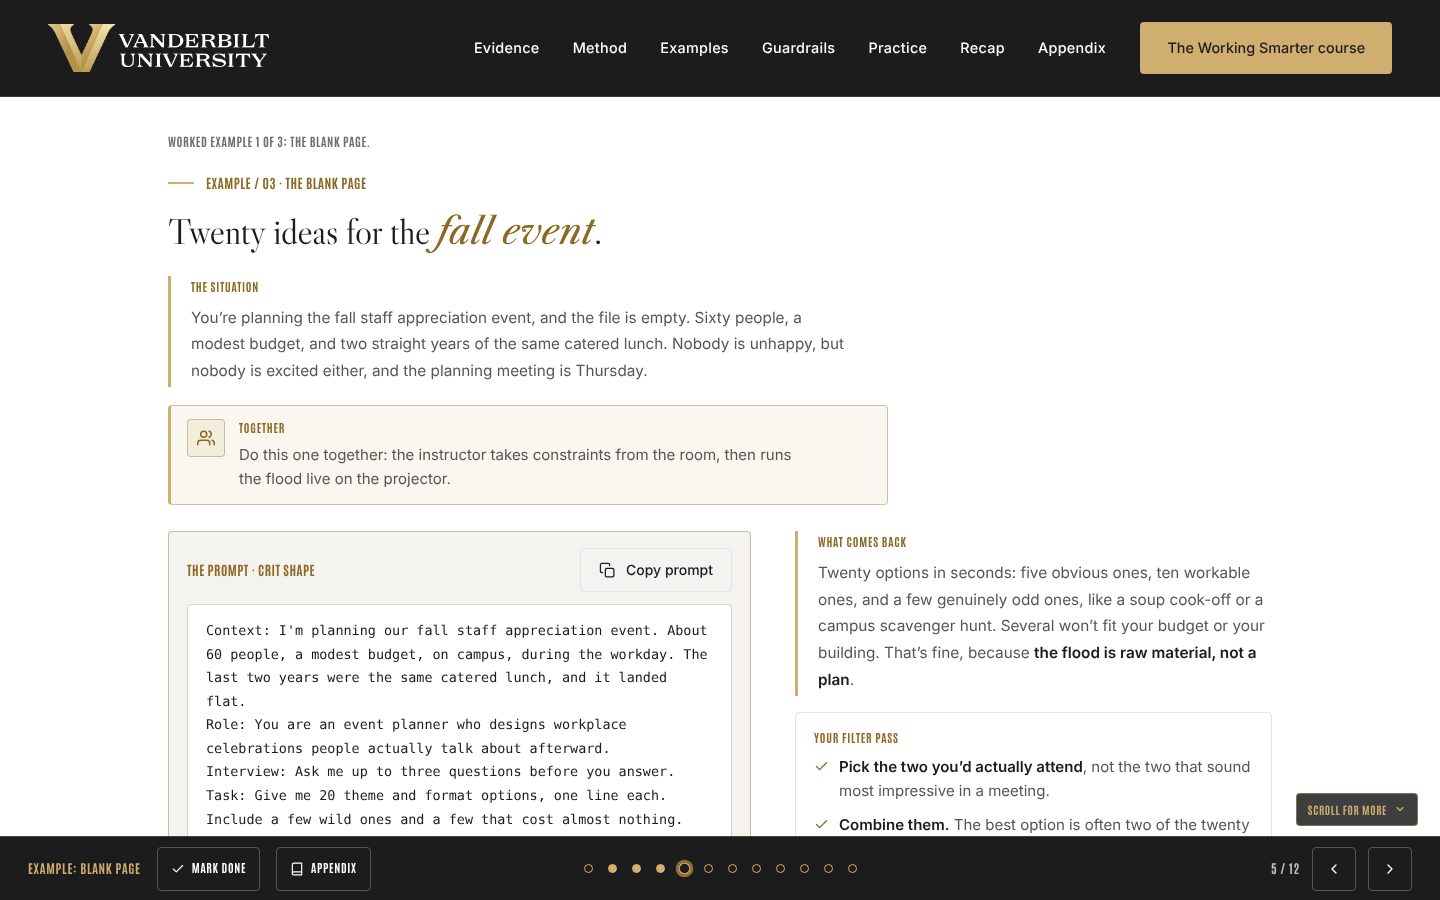 VANDERBILT
UNIVERSITY
Evidence
Method
Examples
Guardrails
Practice
Recap
Appendix
The Working Smarter course
WORKED EXAMPLE 1 OF 3: THE BLANK PAGE.
EXAMPLE / 03 · THE BLANK PAGE
Twenty ideas for the fall event.
THE SITUATION
You’re planning the fall staff appreciation event, and the file is empty. Sixty people, a
modest budget, and two straight years of the same catered lunch. Nobody is unhappy, but
nobody is excited either, and the planning meeting is Thursday.
TOGETHER
Do this one together: the instructor takes constraints from the room, then runs
the flood live on the projector.
THE PROMPT · CRIT SHAPE
Copy prompt
Context: I'm planning our fall staff appreciation event. About
60 people, a modest budget, on campus, during the workday. The
last two years were the same catered lunch, and it landed
flat.
Role: You are an event planner who designs workplace
celebrations people actually talk about afterward.
Interview: Ask me up to three questions before you answer.
Task: Give me 20 theme and format options, one line each.
Include a few wild ones and a few that cost almost nothing.
WHAT COMES BACK
Twenty options in seconds: five obvious ones, ten workable
ones, and a few genuinely odd ones, like a soup cook-off or a
campus scavenger hunt. Several won’t fit your budget or your
building. That’s fine, because the flood is raw material, not a
plan.
YOUR FILTER PASS
Pick the two you’d actually attend, not the two that sound
most impressive in a meeting.
Combine them. The best option is often two of the twenty
SCROLL FOR MORE
EXAMPLE: BLANK PAGE
MARK DONE
APPENDIX
5 / 12